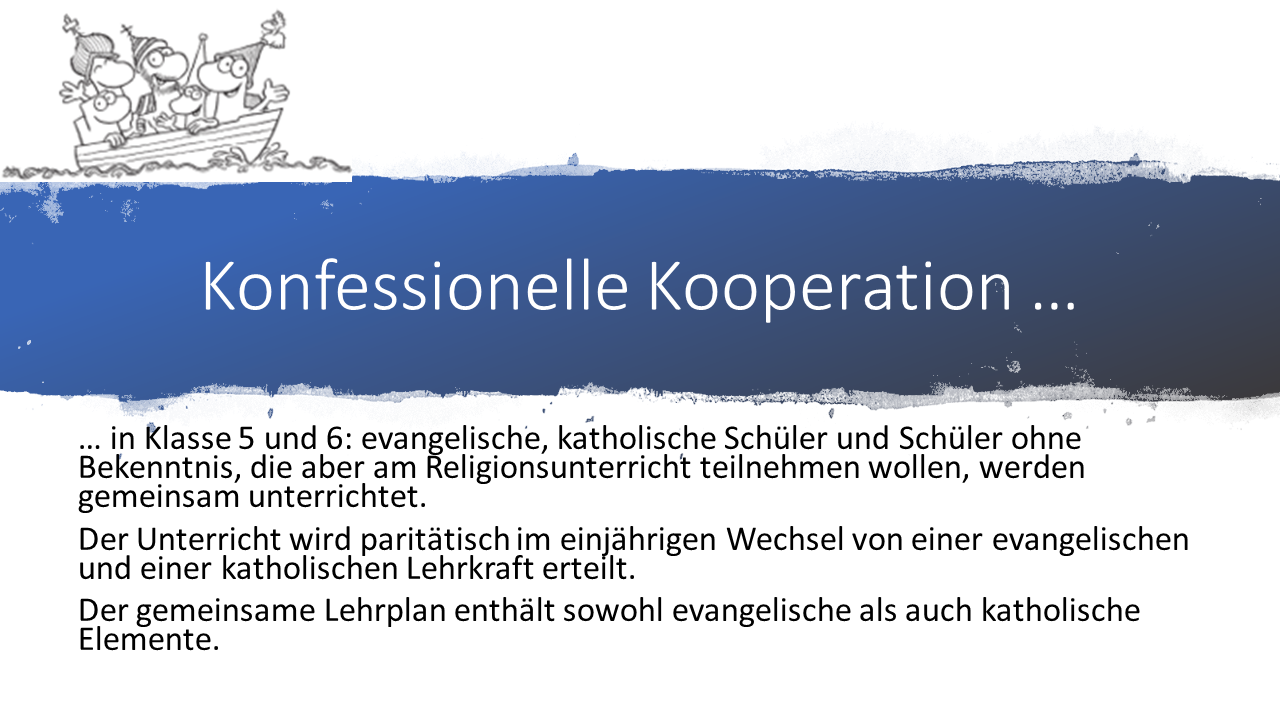 Konfessionelle Kooperation …
… in Klasse 5 und 6: evangelische, katholische Schüler und Schüler ohne
Bekenntnis, die aber am Religionsunterricht teilnehmen wollen, werden
gemeinsam unterrichtet.
Der Unterricht wird paritätisch im einjährigen Wechsel von einer evangelischen
und einer katholischen Lehrkraft erteilt.
Der gemeinsame Lehrplan enthält sowohl evangelische als auch katholische
Elemente.